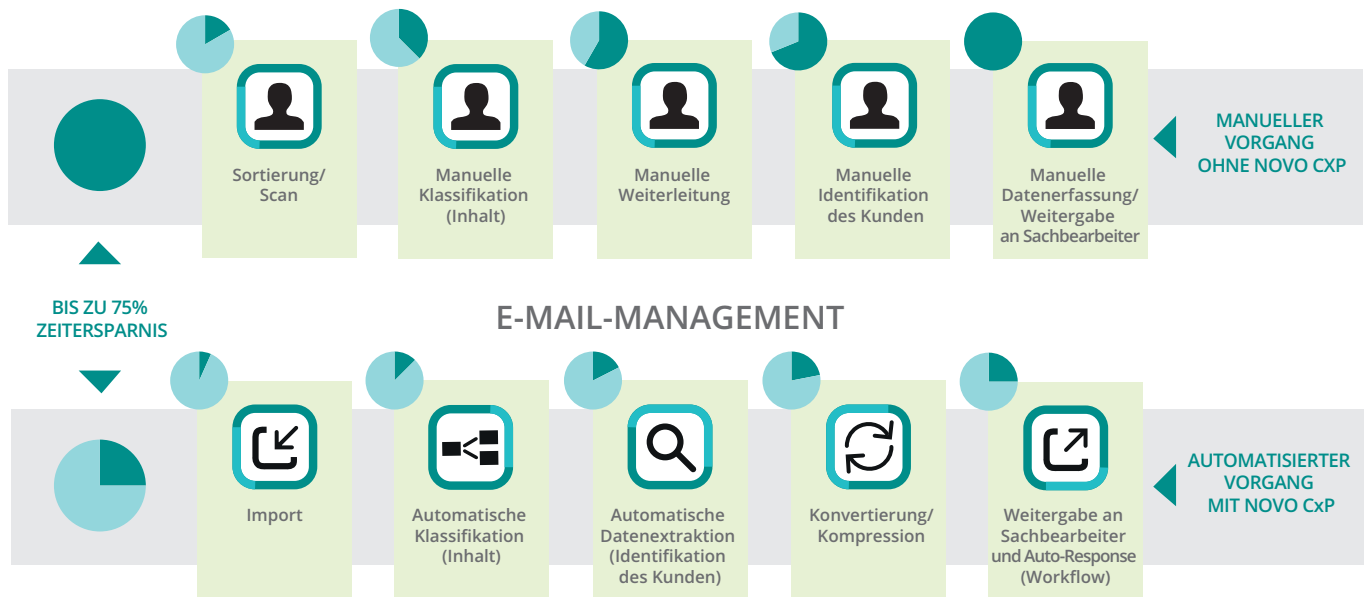 Sortierung/
Scan
Manuelle
Klassifikation
(Inhalt)
Manuelle
Weiterleitung
Manuelle
Identifikation
des Kunden
Manuelle
Datenerfassung/
Weitergabe
an Sachbearbeiter
MANUELLER
VORGANG
OHNE NOVO CXP
BIS ZU 75%
ZEITERSPARNIS
E-MAIL-MANAGEMENT
Import
Automatische
Klassifikation
(Inhalt)
Automatische
Datenextraktion
(Identifikation
des Kunden)
Konvertierung/
Kompression
Weitergabe an
Sachbearbeiter
und Auto-Response
(Workflow)
AUTOMATISIERTER
VORGANG
MIT NOVO CxP